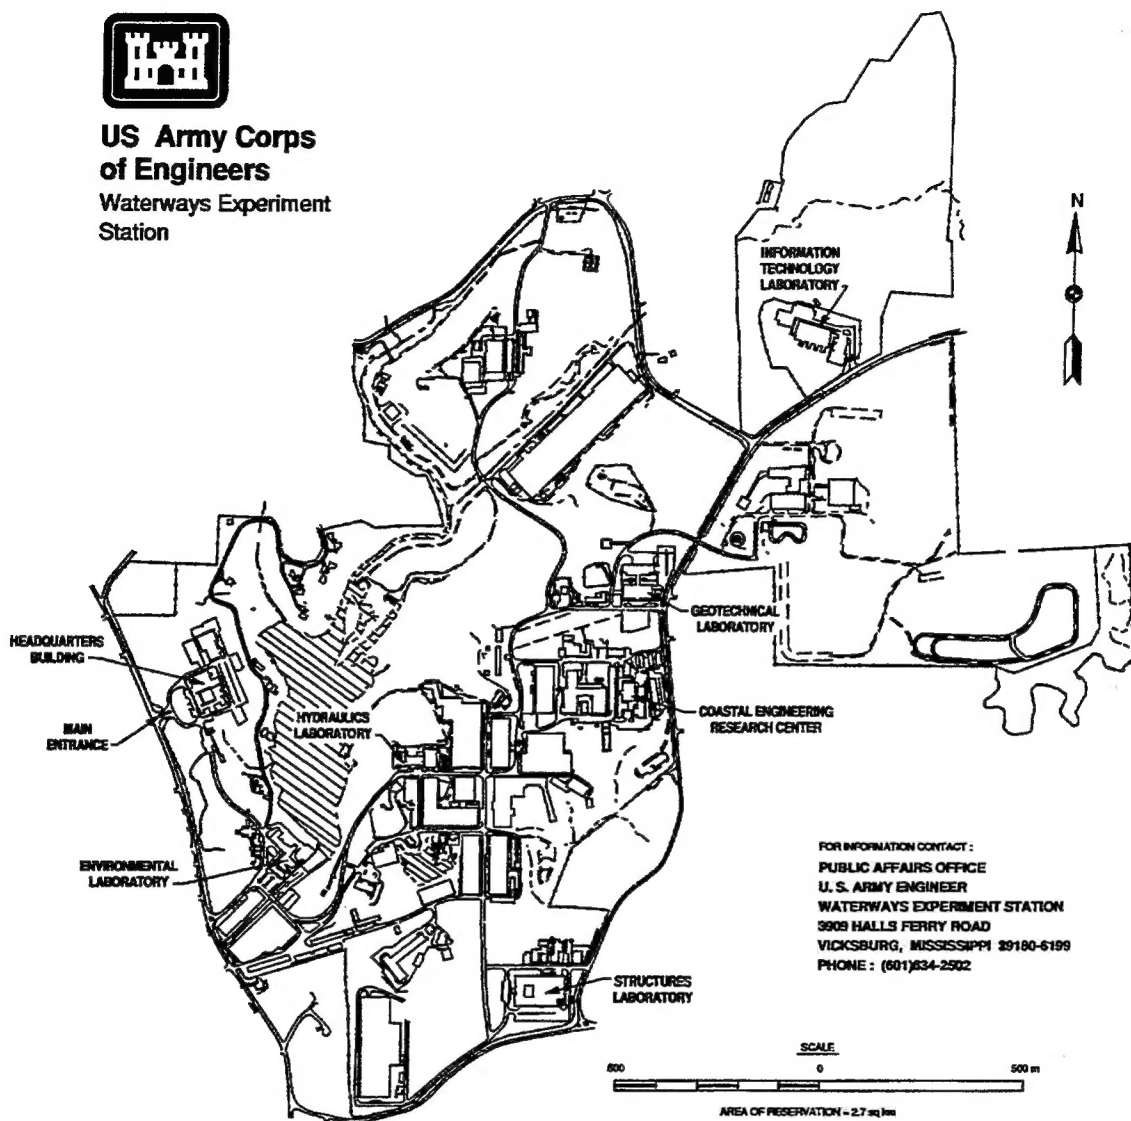 US Army Corps
of Engineers
Waterways Experiment
Station
N
INFORMATION
TECHNOLOGY
LABORATORY
GEOTECHNICAL
LABORATORY
HEADQUARTERS
BUILDING
MAIN
ENTRANCE
HYDRAULICS
LABORATORY
COASTAL ENGINEERING
RESEARCH CENTER
ENVIRONMENTAL
LABORATORY
STRUCTURES
LABORATORY
FOR INFORMATION CONTACT :
PUBLIC AFFAIRS OFFICE
U. S. ARMY ENGINEER
WATERWAYS EXPERIMENT STATION
3909 HALLS FERRY ROAD
VICKSBURG, MISSISSIPPI 39180-6199
PHONE : (601)634-2502
SCALE
500 0 500 m
AREA OF RESERVATION = 2.7 sq km